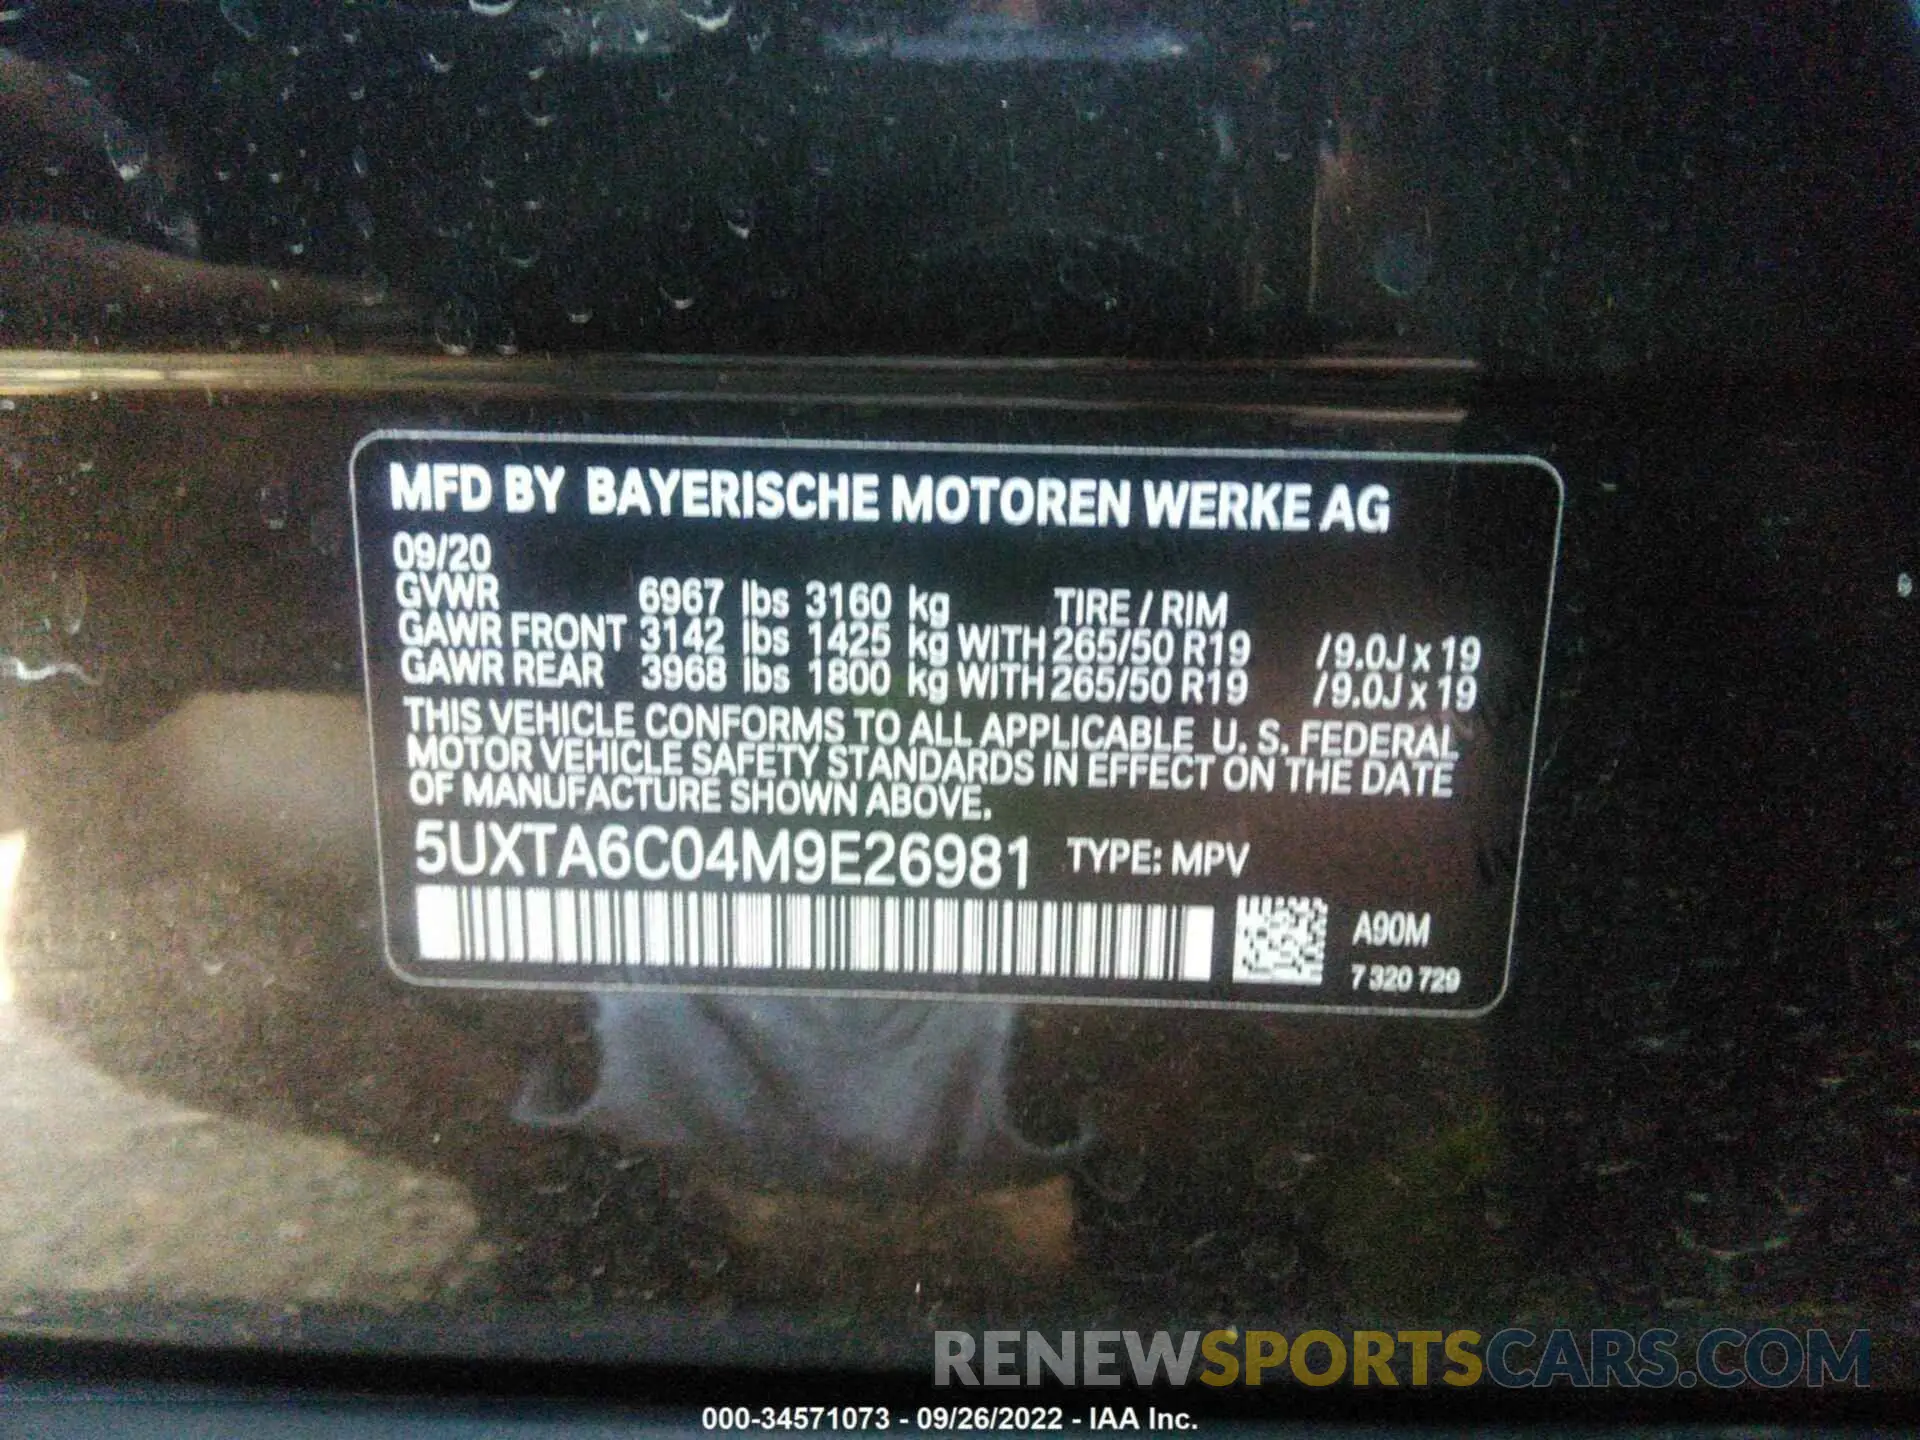 MFD BY BAYERISCHE MOTOREN WERKE AG
09/20
GVWR 6967 lbs 3160 kg TIRE / RIM
GAWR FRONT 3142 lbs 1425 kg WITH 265/50 R19 /9.0J x 19
GAWR REAR 3968 lbs 1800 kg WITH 265/50 R19 /9.0J x 19
THIS VEHICLE CONFORMS TO ALL APPLICABLE U. S. FEDERAL
MOTOR VEHICLE SAFETY STANDARDS IN EFFECT ON THE DATE
OF MANUFACTURE SHOWN ABOVE.
5UXTA6C04M9E26981 TYPE: MPV
A90M
7 320 729
RENEWSPORTSCARS.COM
000-34571073 - 09/26/2022 - IAA Inc.